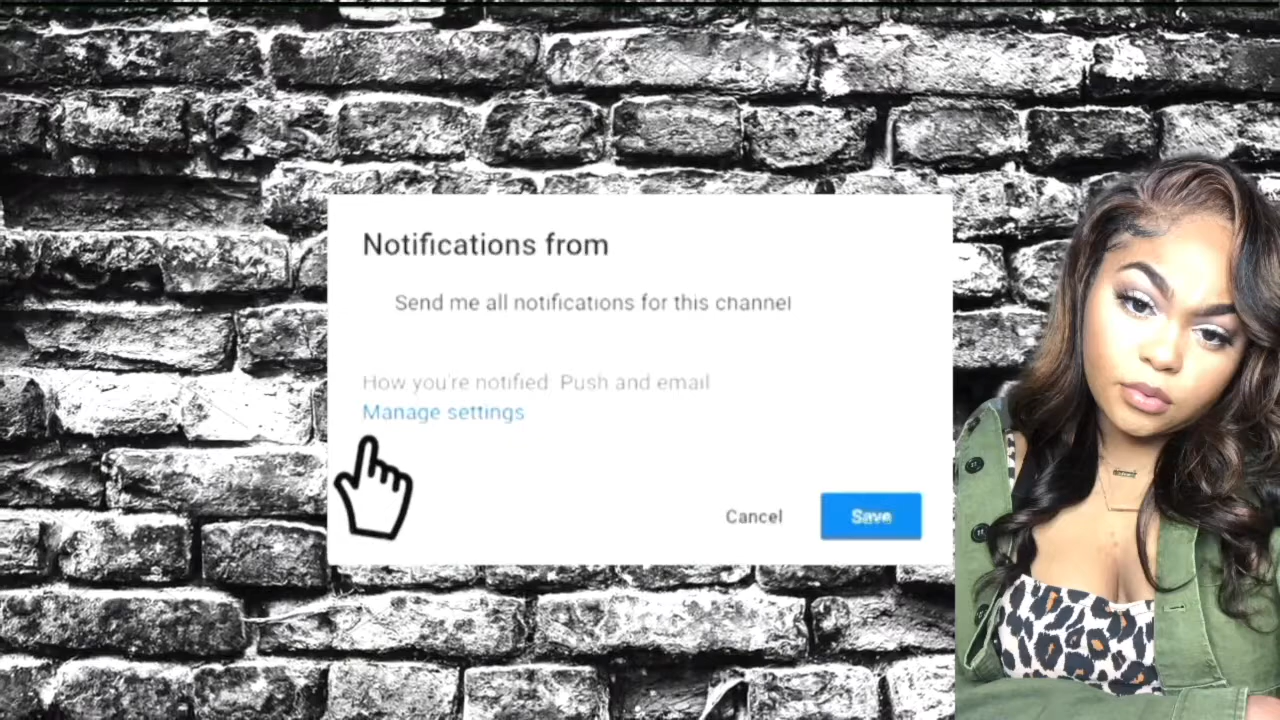 Notifications from
Send me all notifications for this channel
How you're notified: Push and email
Manage settings
Cancel
Save